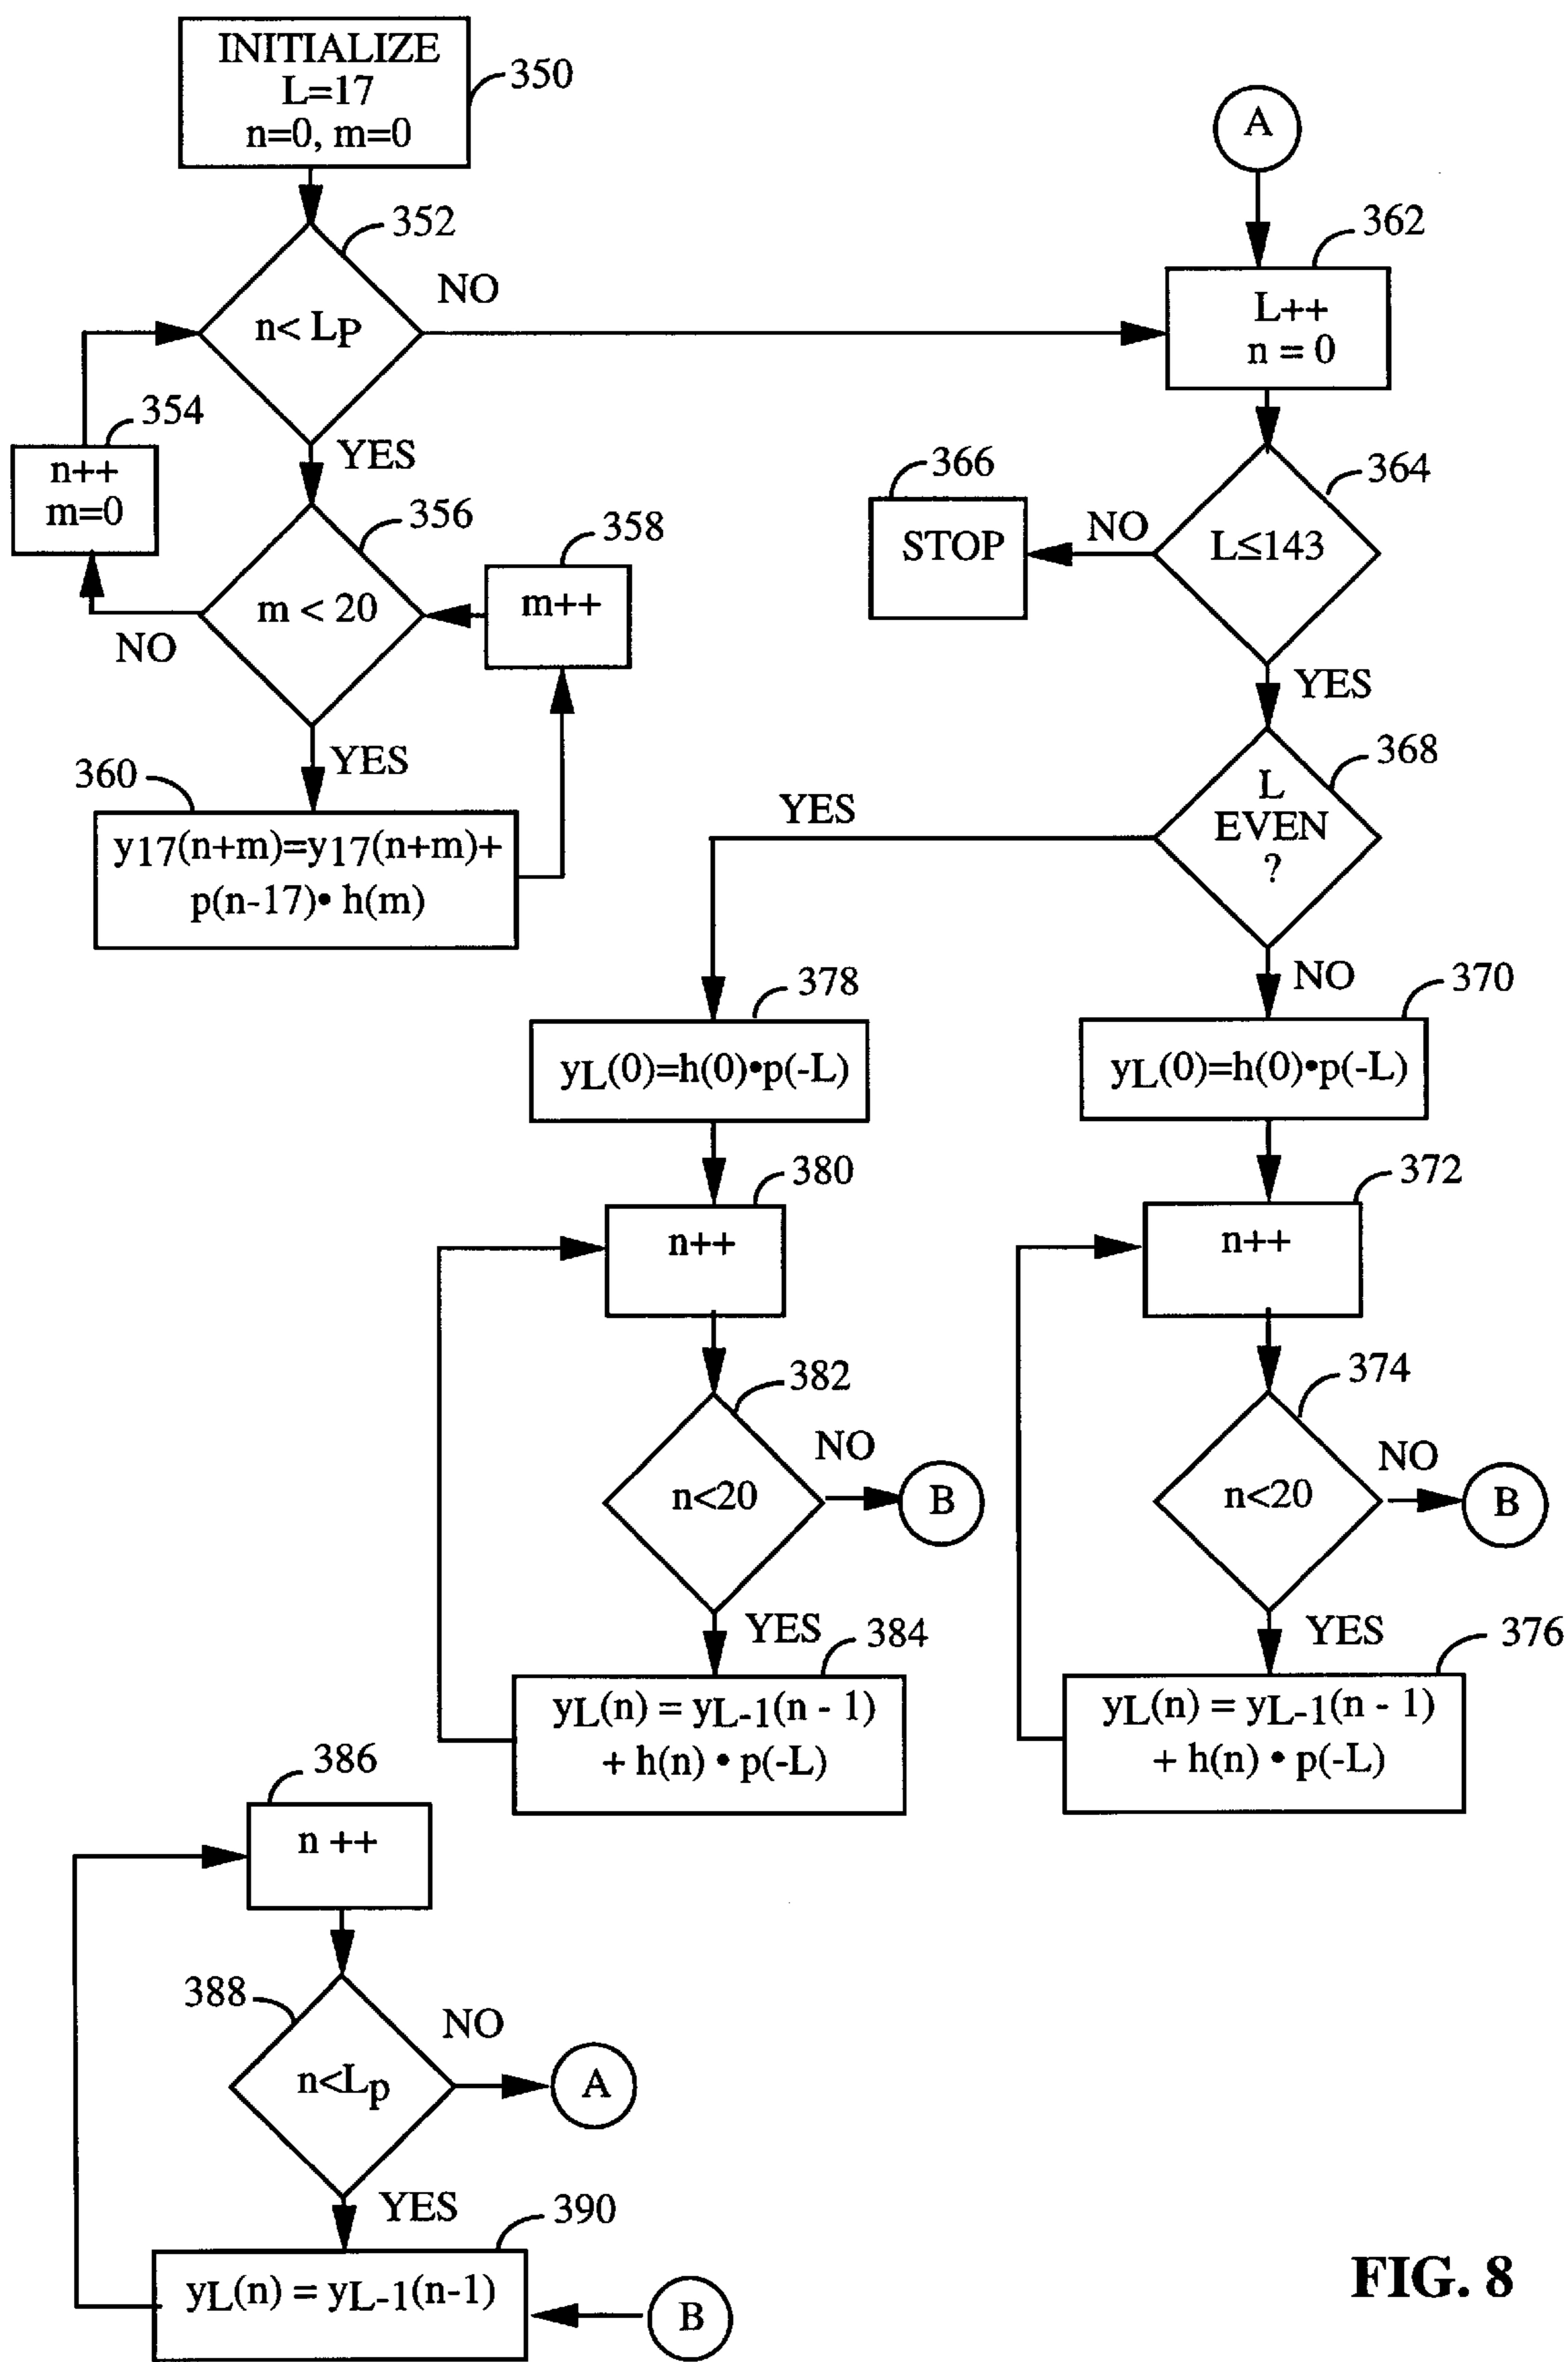 INITIALIZE
L=17
n=0, m=0
350
352
n< LP
NO
YES
354
n++
m=0
356
m < 20
NO
YES
358
m++
360
y17(n+m)=y17(n+m)+
p(n-17)• h(m)
A
362
L++
n = 0
364
L≤143
NO
366
STOP
YES
368
L
EVEN
?
YES
NO
378
yL(0)=h(0)•p(-L)
380
n++
382
n<20
NO
B
YES
384
yL(n) = yL-1(n - 1)
+ h(n) • p(-L)
370
yL(0)=h(0)•p(-L)
372
n++
374
n<20
NO
B
YES
376
yL(n) = yL-1(n - 1)
+ h(n) • p(-L)
386
n ++
388
n<Lp
NO
A
YES
390
yL(n) = yL-1(n-1)
B
FIG. 8